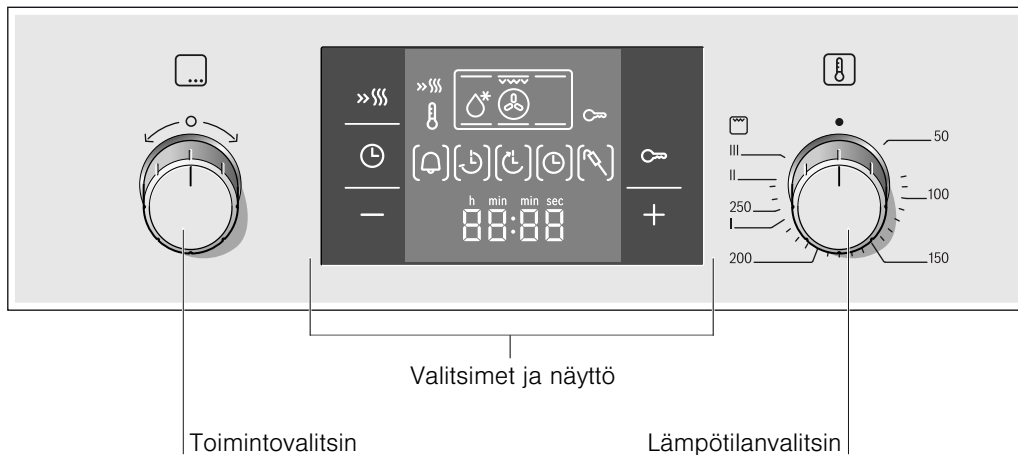 h min min sec
88:88
50
100
150
200
I
250
II
III
Valitsimet ja näyttö
Toimintovalitsin
Lämpötilanvalitsin